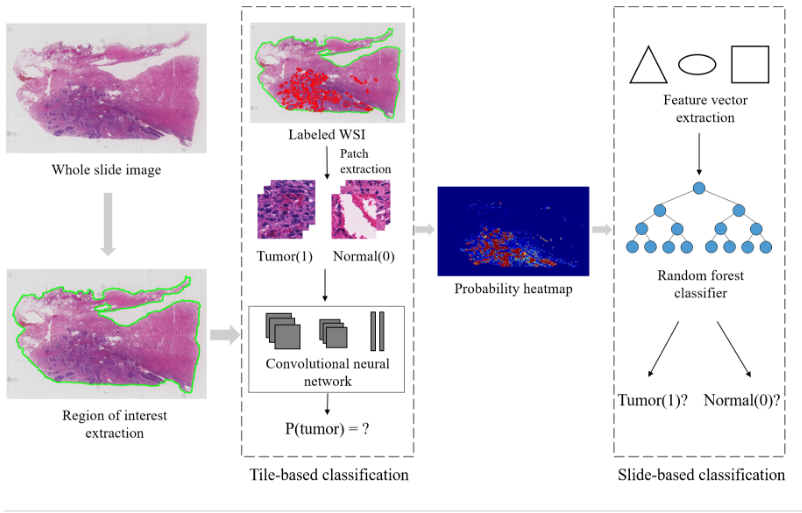 Whole slide image
Region of interest
extraction
Labeled WSI
Patch
extraction
Tumor(1)
Normal(0)
Convolutional neural
network
P(tumor) = ?
Tile-based classification
Probability heatmap
Feature vector
extraction
Random forest
classifier
Tumor(1)?
Normal(0)?
Slide-based classification